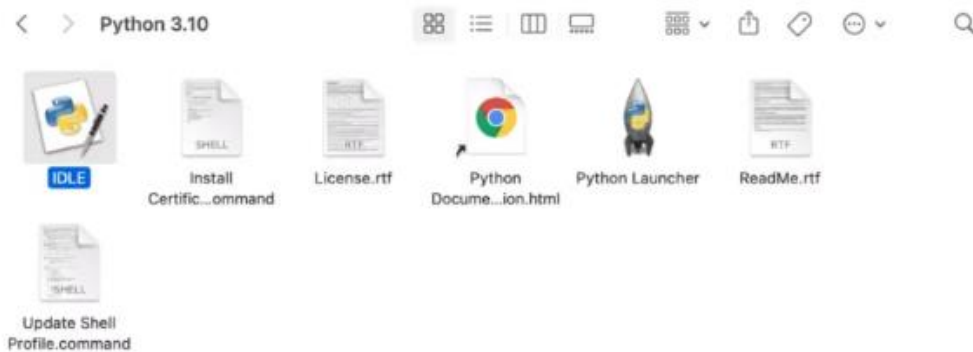 Python 3.10
SHELL
RTF
RTF
IDLE
Install
Certific...ommand
License.rtf
Python
Docume...ion.html
Python Launcher
ReadMe.rtf
SHELL
Update Shell
Profile.command